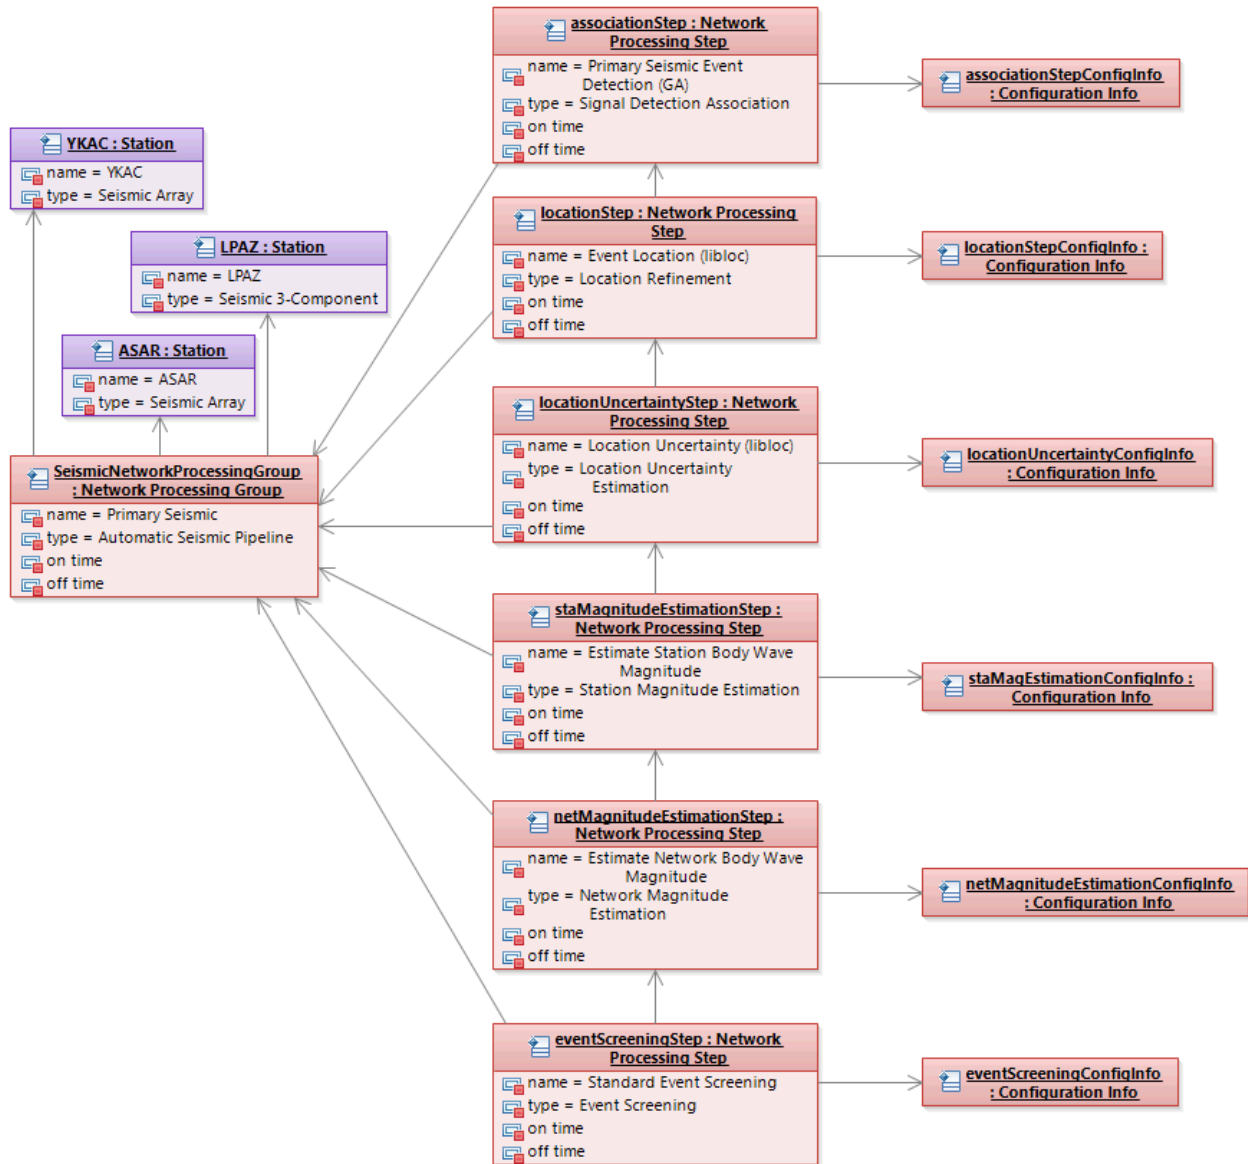 associationStep : Network
Processing Step
name = Primary Seismic Event
Detection (GA)
type = Signal Detection Association
on time
off time
associationStepConfigInfo
: Configuration Info
YKAC : Station
name = YKAC
type = Seismic Array
locationStep : Network Processing
Step
name = Event Location (libloc)
type = Location Refinement
on time
off time
locationStepConfigInfo :
Configuration Info
LPAZ : Station
name = LPAZ
type = Seismic 3-Component
ASAR : Station
name = ASAR
type = Seismic Array
locationUncertaintyStep : Network
Processing Step
name = Location Uncertainty (libloc)
type = Location Uncertainty
Estimation
on time
off time
locationUncertaintyConfigInfo
: Configuration Info
SeismicNetworkProcessingGroup
: Network Processing Group
name = Primary Seismic
type = Automatic Seismic Pipeline
on time
off time
staMagnitudeEstimationStep :
Network Processing Step
name = Estimate Station Body Wave
Magnitude
type = Station Magnitude Estimation
on time
off time
staMagEstimationConfigInfo :
Configuration Info
netMagnitudeEstimationStep :
Network Processing Step
name = Estimate Network Body Wave
Magnitude
type = Network Magnitude
Estimation
on time
off time
netMagnitudeEstimationConfigInfo
: Configuration Info
eventScreeningStep : Network
Processing Step
name = Standard Event Screening
type = Event Screening
on time
off time
eventScreeningConfigInfo
: Configuration Info